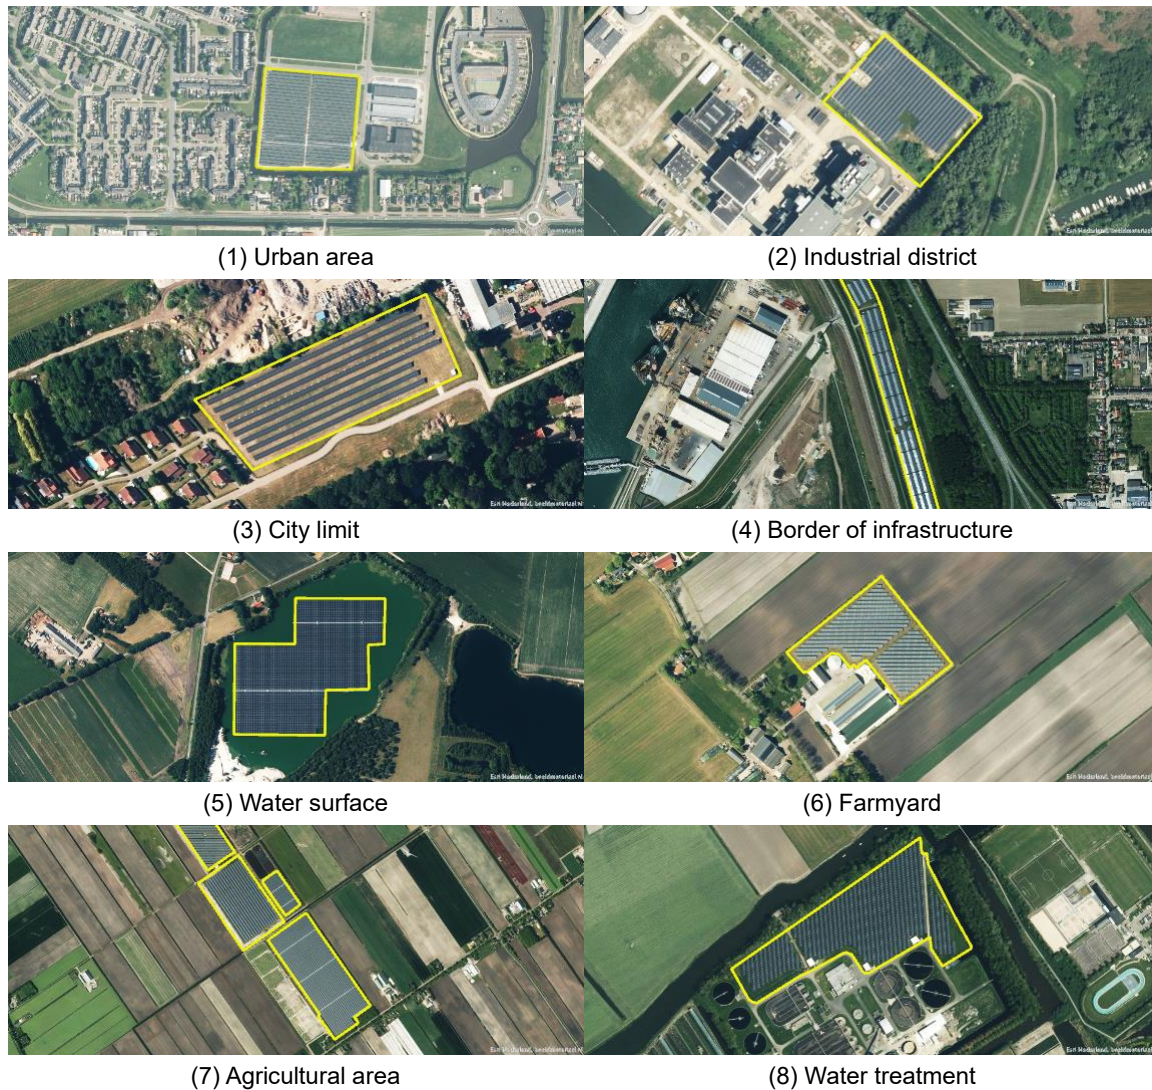 (1) Urban area
(2) Industrial district
(3) City limit
(4) Border of infrastructure
(5) Water surface
(6) Farmyard
(7) Agricultural area
(8) Water treatment